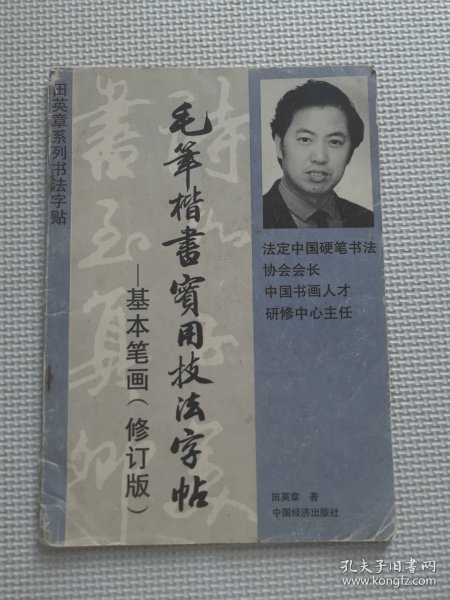 田英章系列书法字贴
毛筆楷書實用技法字帖
—基本笔画（修订版）
法定中国硬笔书法
协会会长
中国书画人才
研修中心主任
田英章 著
中国经济出版社
孔夫子旧书网
www.kongfz.com